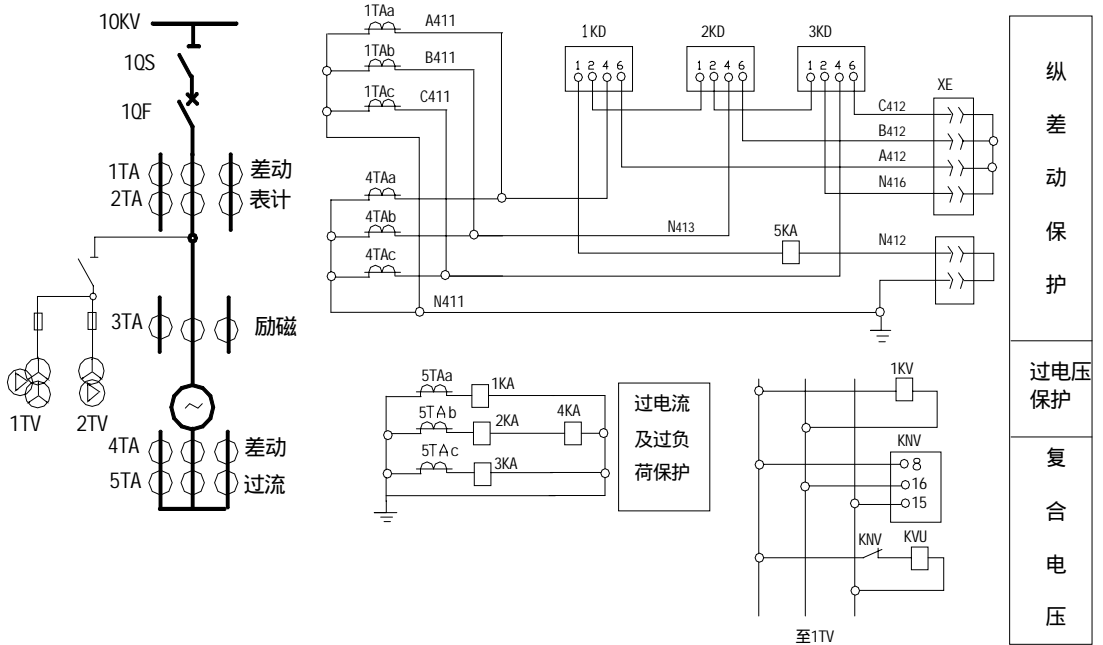 10KV
1QS
1QF
1TA 差动
2TA 表计
3TA 励磁
1TV 2TV
4TA 差动
5TA 过流
1TAa A411
1TAb B411
1TAc C411
4TAa
4TAb
4TAc
N411
1KD 2KD 3KD
1 2 4 6 1 2 4 6 1 2 4 6
XE
C412
B412
A412
N416
N413
5KA
N412
5TAa 1KA
5TAb 2KA 4KA
5TAc 3KA
过电流
及过负
荷保护
1KV
KNV
8
16
15
KNV KVU
至1TV
纵
差
动
保
护
过电压
保护
复
合
电
压